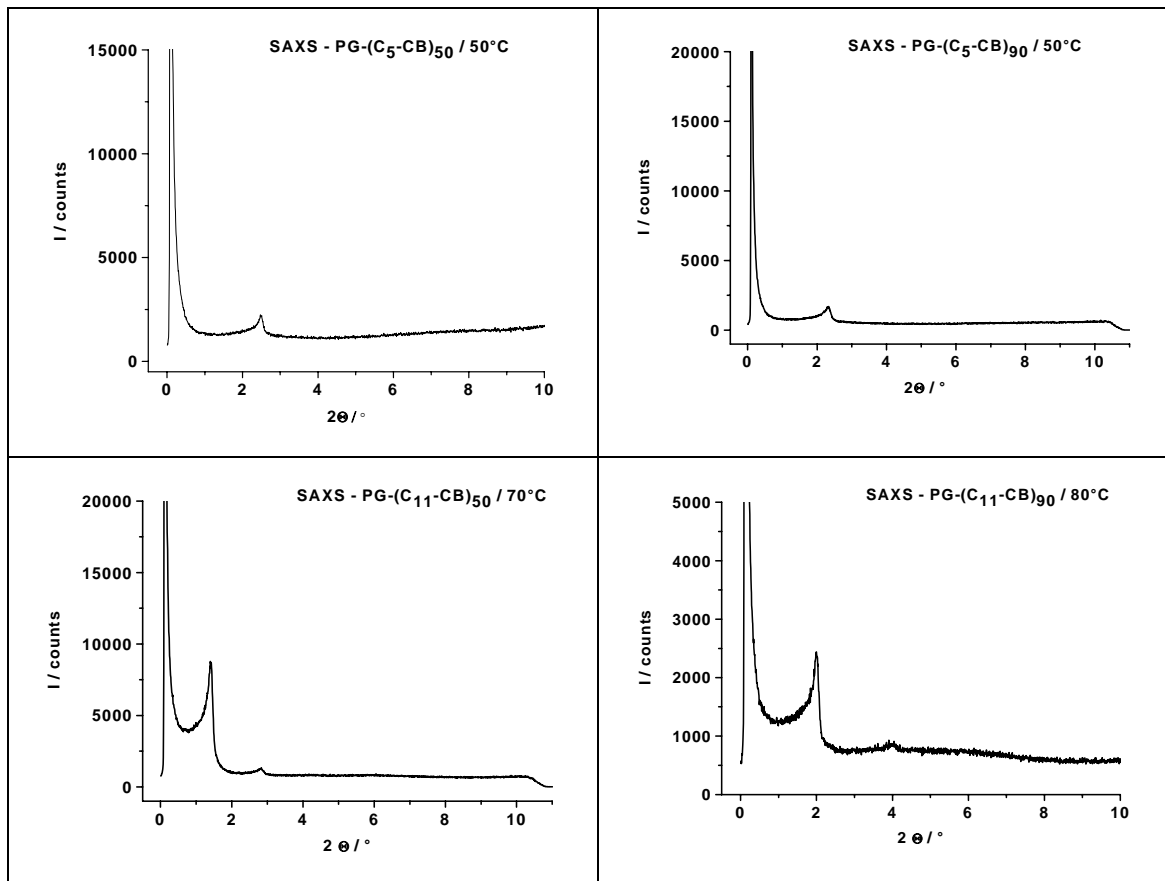 SAXS - PG-(C5-CB)50 / 50°C
15000
10000
5000
0
I / counts
0 2 4 6 8 10
2Θ / °
SAXS - PG-(C5-CB)90 / 50°C
20000
15000
10000
5000
0
I / counts
0 2 4 6 8 10
2Θ / °
SAXS - PG-(C11-CB)50 / 70°C
20000
15000
10000
5000
0
I / counts
0 2 4 6 8 10
2 Θ / °
SAXS - PG-(C11-CB)90 / 80°C
5000
4000
3000
2000
1000
0
I / counts
0 2 4 6 8 10
2 Θ / °